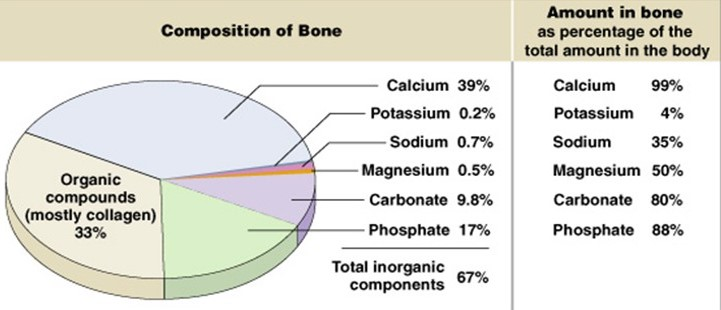 Composition of Bone
Amount in bone
as percentage of the
total amount in the body
Calcium 39%
Potassium 0.2%
Sodium 0.7%
Magnesium 0.5%
Carbonate 9.8%
Phosphate 17%
Total inorganic
components 67%
Organic
compounds
(mostly collagen)
33%
Calcium 99%
Potassium 4%
Sodium 35%
Magnesium 50%
Carbonate 80%
Phosphate 88%